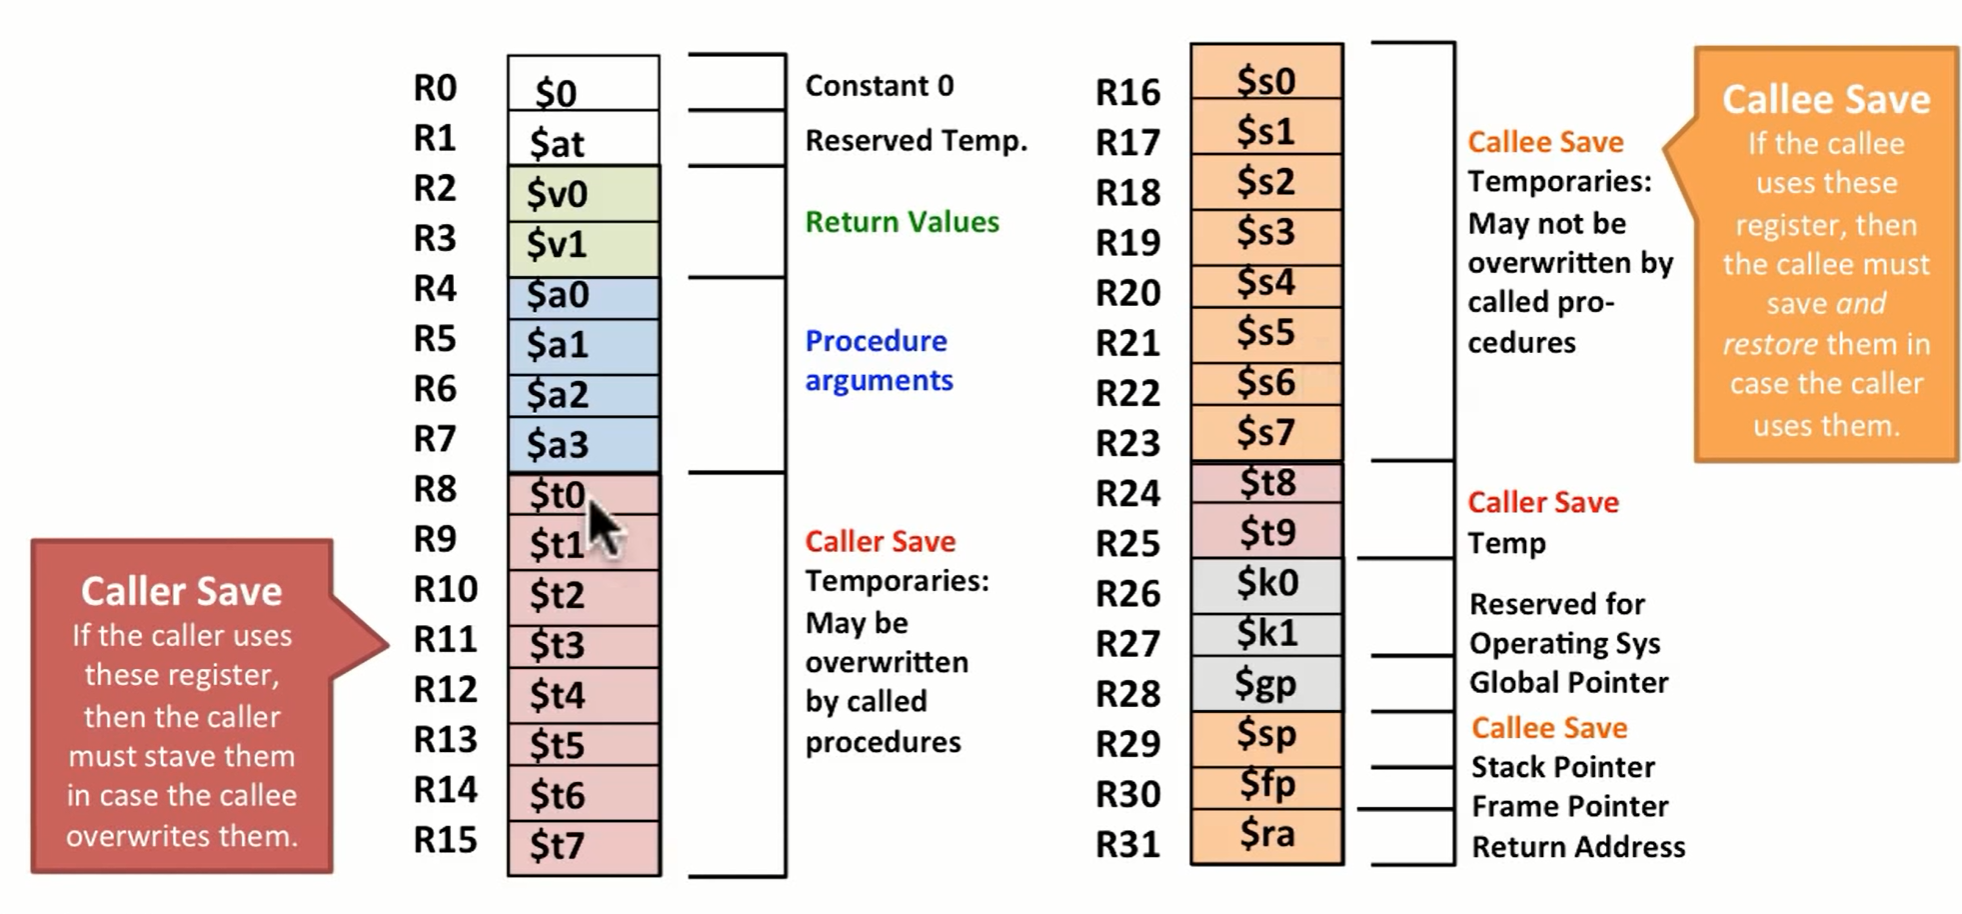 R0 $0 Constant 0
R1 $at Reserved Temp.
R2 $v0
R3 $v1
Return Values
R4 $a0
R5 $a1
R6 $a2
R7 $a3
Procedure
arguments
R8 $t0
R9 $t1
R10 $t2
R11 $t3
R12 $t4
R13 $t5
R14 $t6
R15 $t7
Caller Save
Temporaries:
May be
overwritten
by called
procedures
Caller Save
If the caller uses
these register,
then the caller
must stave them
in case the callee
overwrites them.
R16 $s0
R17 $s1
R18 $s2
R19 $s3
R20 $s4
R21 $s5
R22 $s6
R23 $s7
Callee Save
Temporaries:
May not be
overwritten by
called pro-
cedures
Callee Save
If the callee
uses these
register, then
the callee must
save and
restore them in
case the caller
uses them.
R24 $t8
R25 $t9
Caller Save
Temp
R26 $k0
R27 $k1
Reserved for
Operating Sys
R28 $gp
Global Pointer
Callee Save
R29 $sp
Stack Pointer
R30 $fp
Frame Pointer
R31 $ra
Return Address